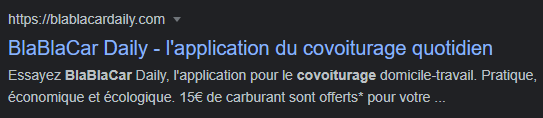 https://blablacardaily.com
BlaBlaCar Daily - l'application du covoiturage quotidien
Essayez BlaBlaCar Daily, l'application pour le covoiturage domicile-travail. Pratique,
économique et écologique. 15€ de carburant sont offerts* pour votre ...